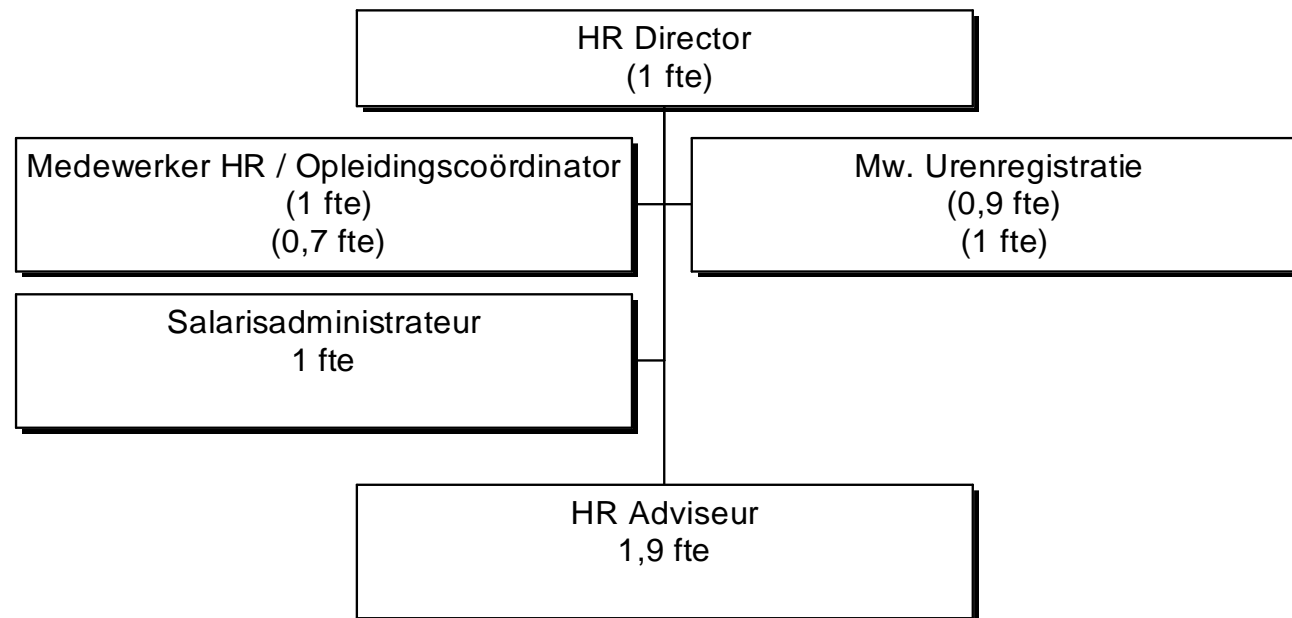 HR Director
(1 fte)
Medewerker HR / Opleidingscoördinator
(1 fte)
(0,7 fte)
Mw. Urenregistratie
(0,9 fte)
(1 fte)
Salarisadministrateur
1 fte
HR Adviseur
1,9 fte